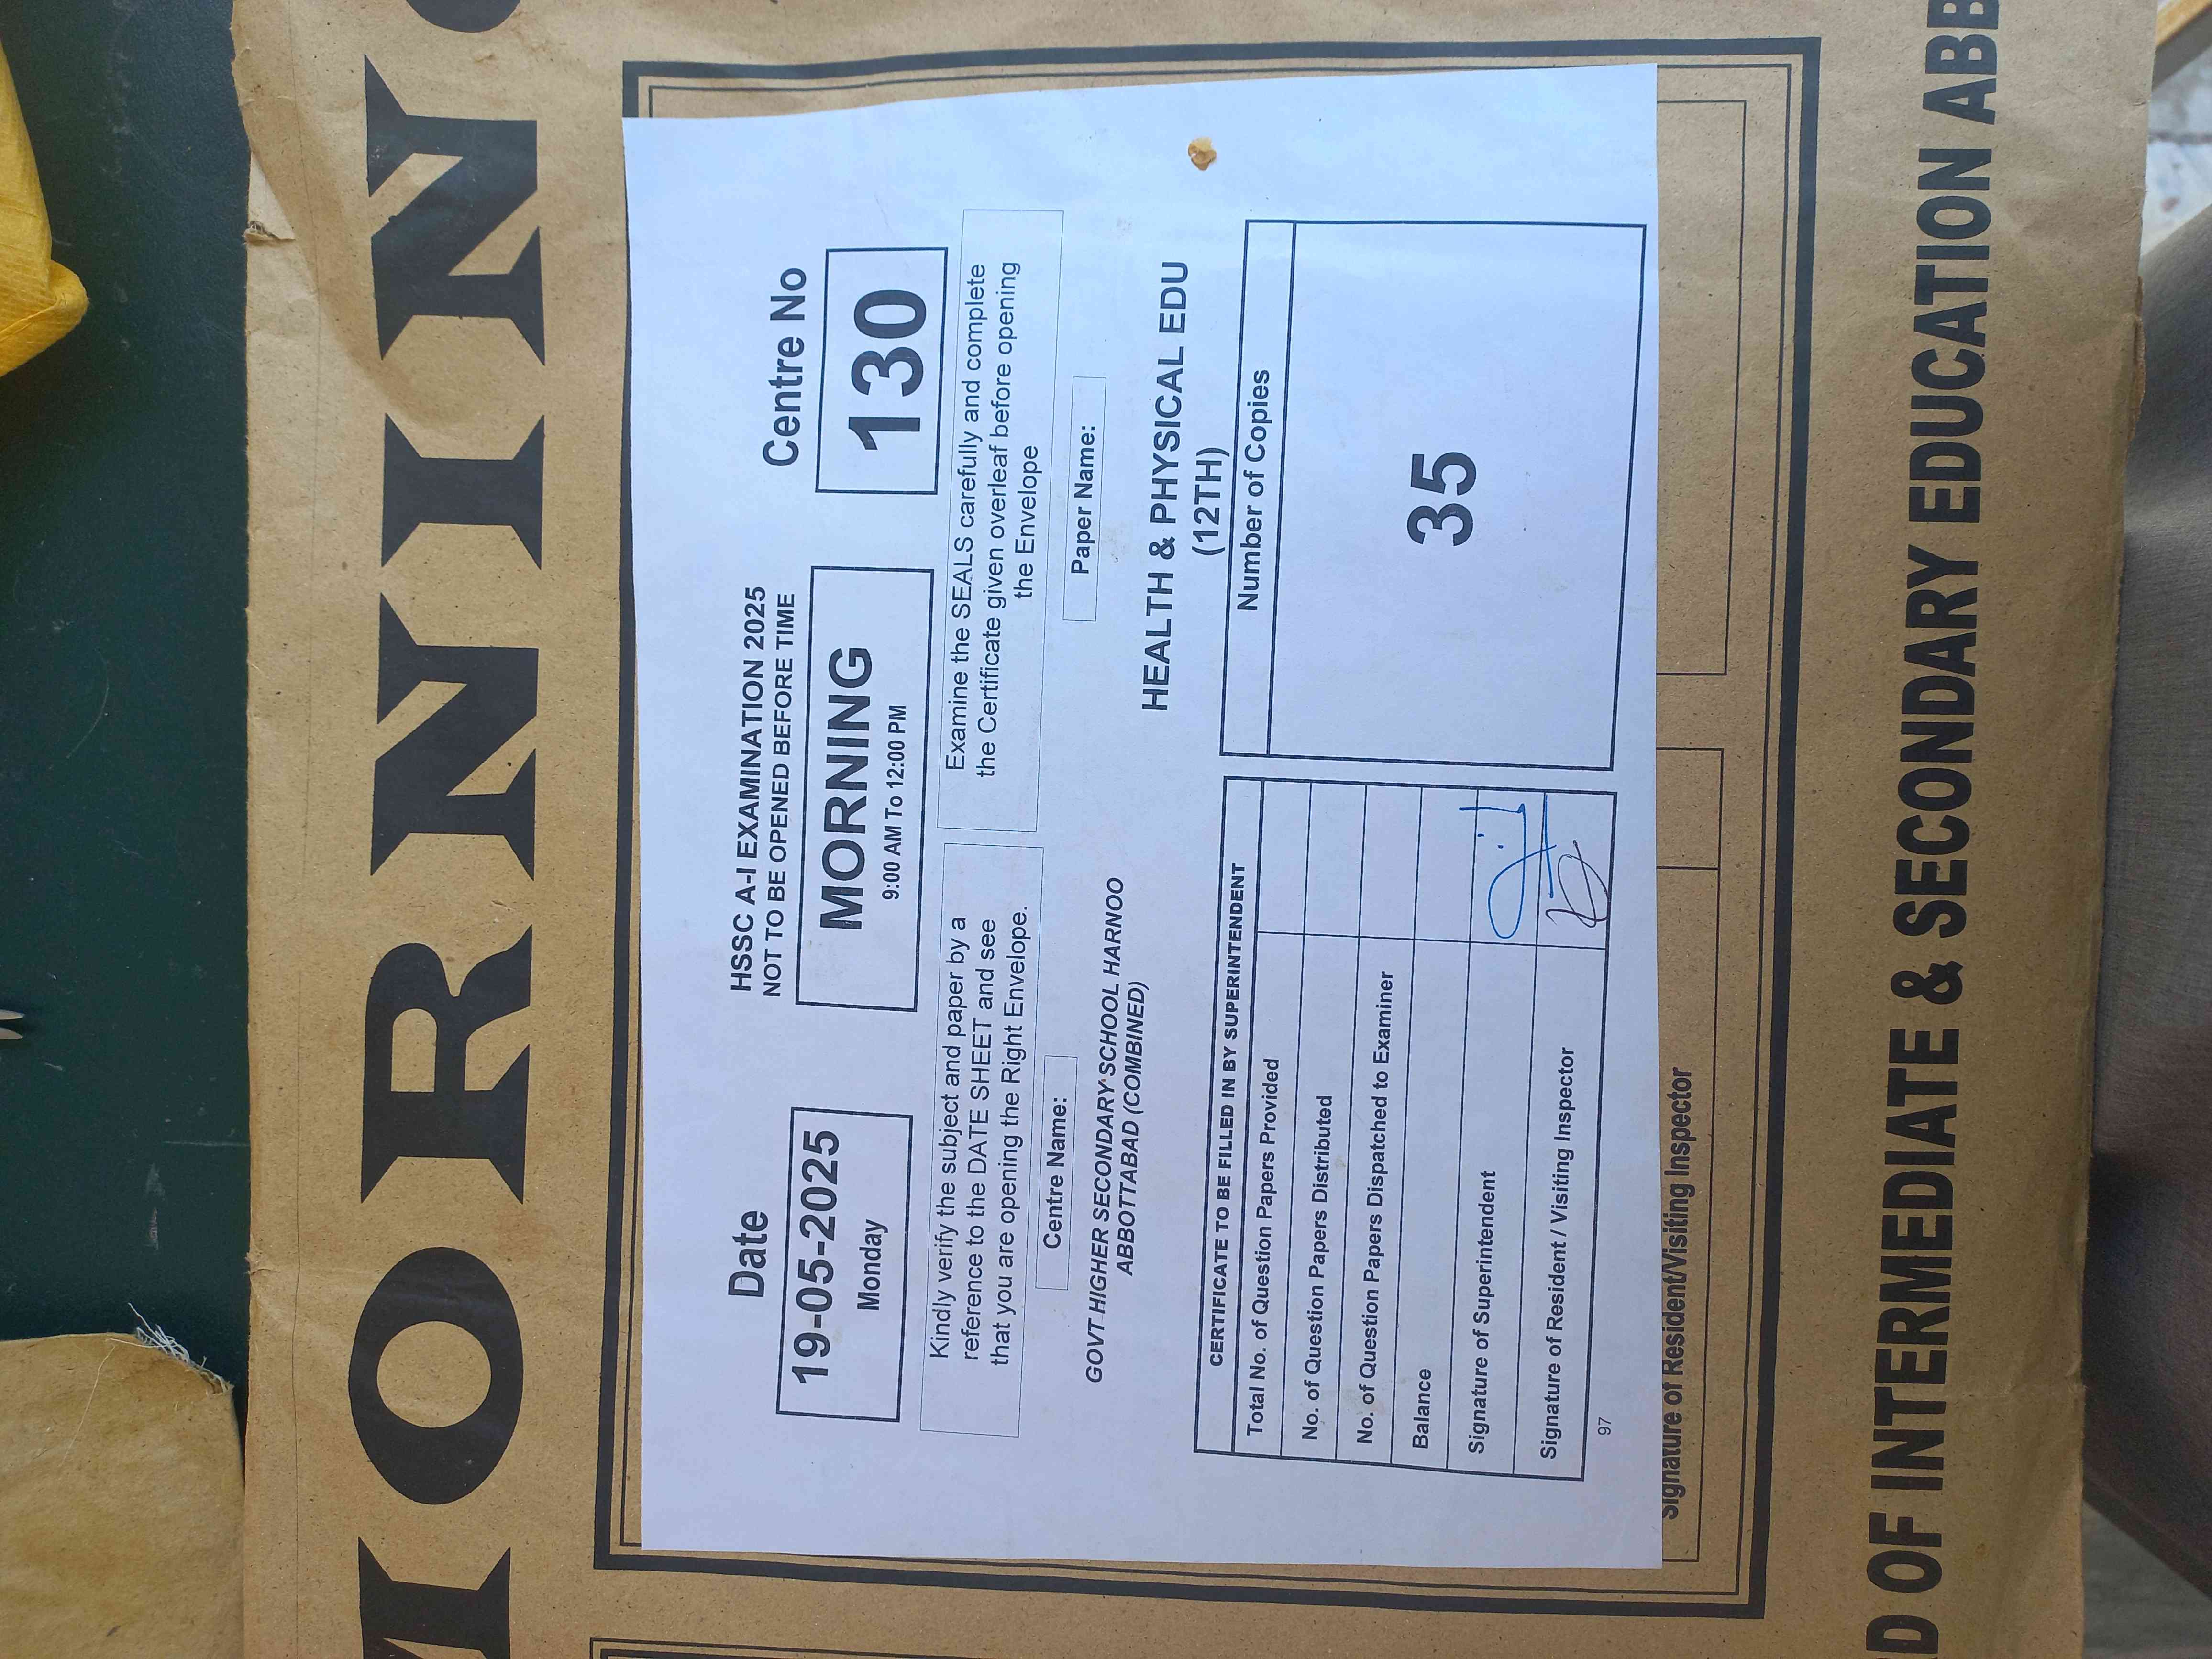 MORNIN
HSSC A-I EXAMINATION 2025
NOT TO BE OPENED BEFORE TIME
Date
19-05-2025
Monday
MORNING
9:00 AM To 12:00 PM
Centre No
130
Kindly verify the subject and paper by a
reference to the DATE SHEET and see
that you are opening the Right Envelope.
Examine the SEALS carefully and complete
the Certificate given overleaf before opening
the Envelope
Centre Name:
GOVT HIGHER SECONDARY SCHOOL HARNOO
ABBOTTABAD (COMBINED)
Paper Name:
HEALTH & PHYSICAL EDU
(12TH)
CERTIFICATE TO BE FILLED IN BY SUPERINTENDENT
Total No. of Question Papers Provided
No. of Question Papers Distributed
No. of Question Papers Dispatched to Examiner
Balance
Signature of Superintendent
Signature of Resident / Visiting Inspector
Number of Copies
35
97
Signature of Resident/Visiting Inspector
D OF INTERMEDIATE & SECONDARY EDUCATION ABB